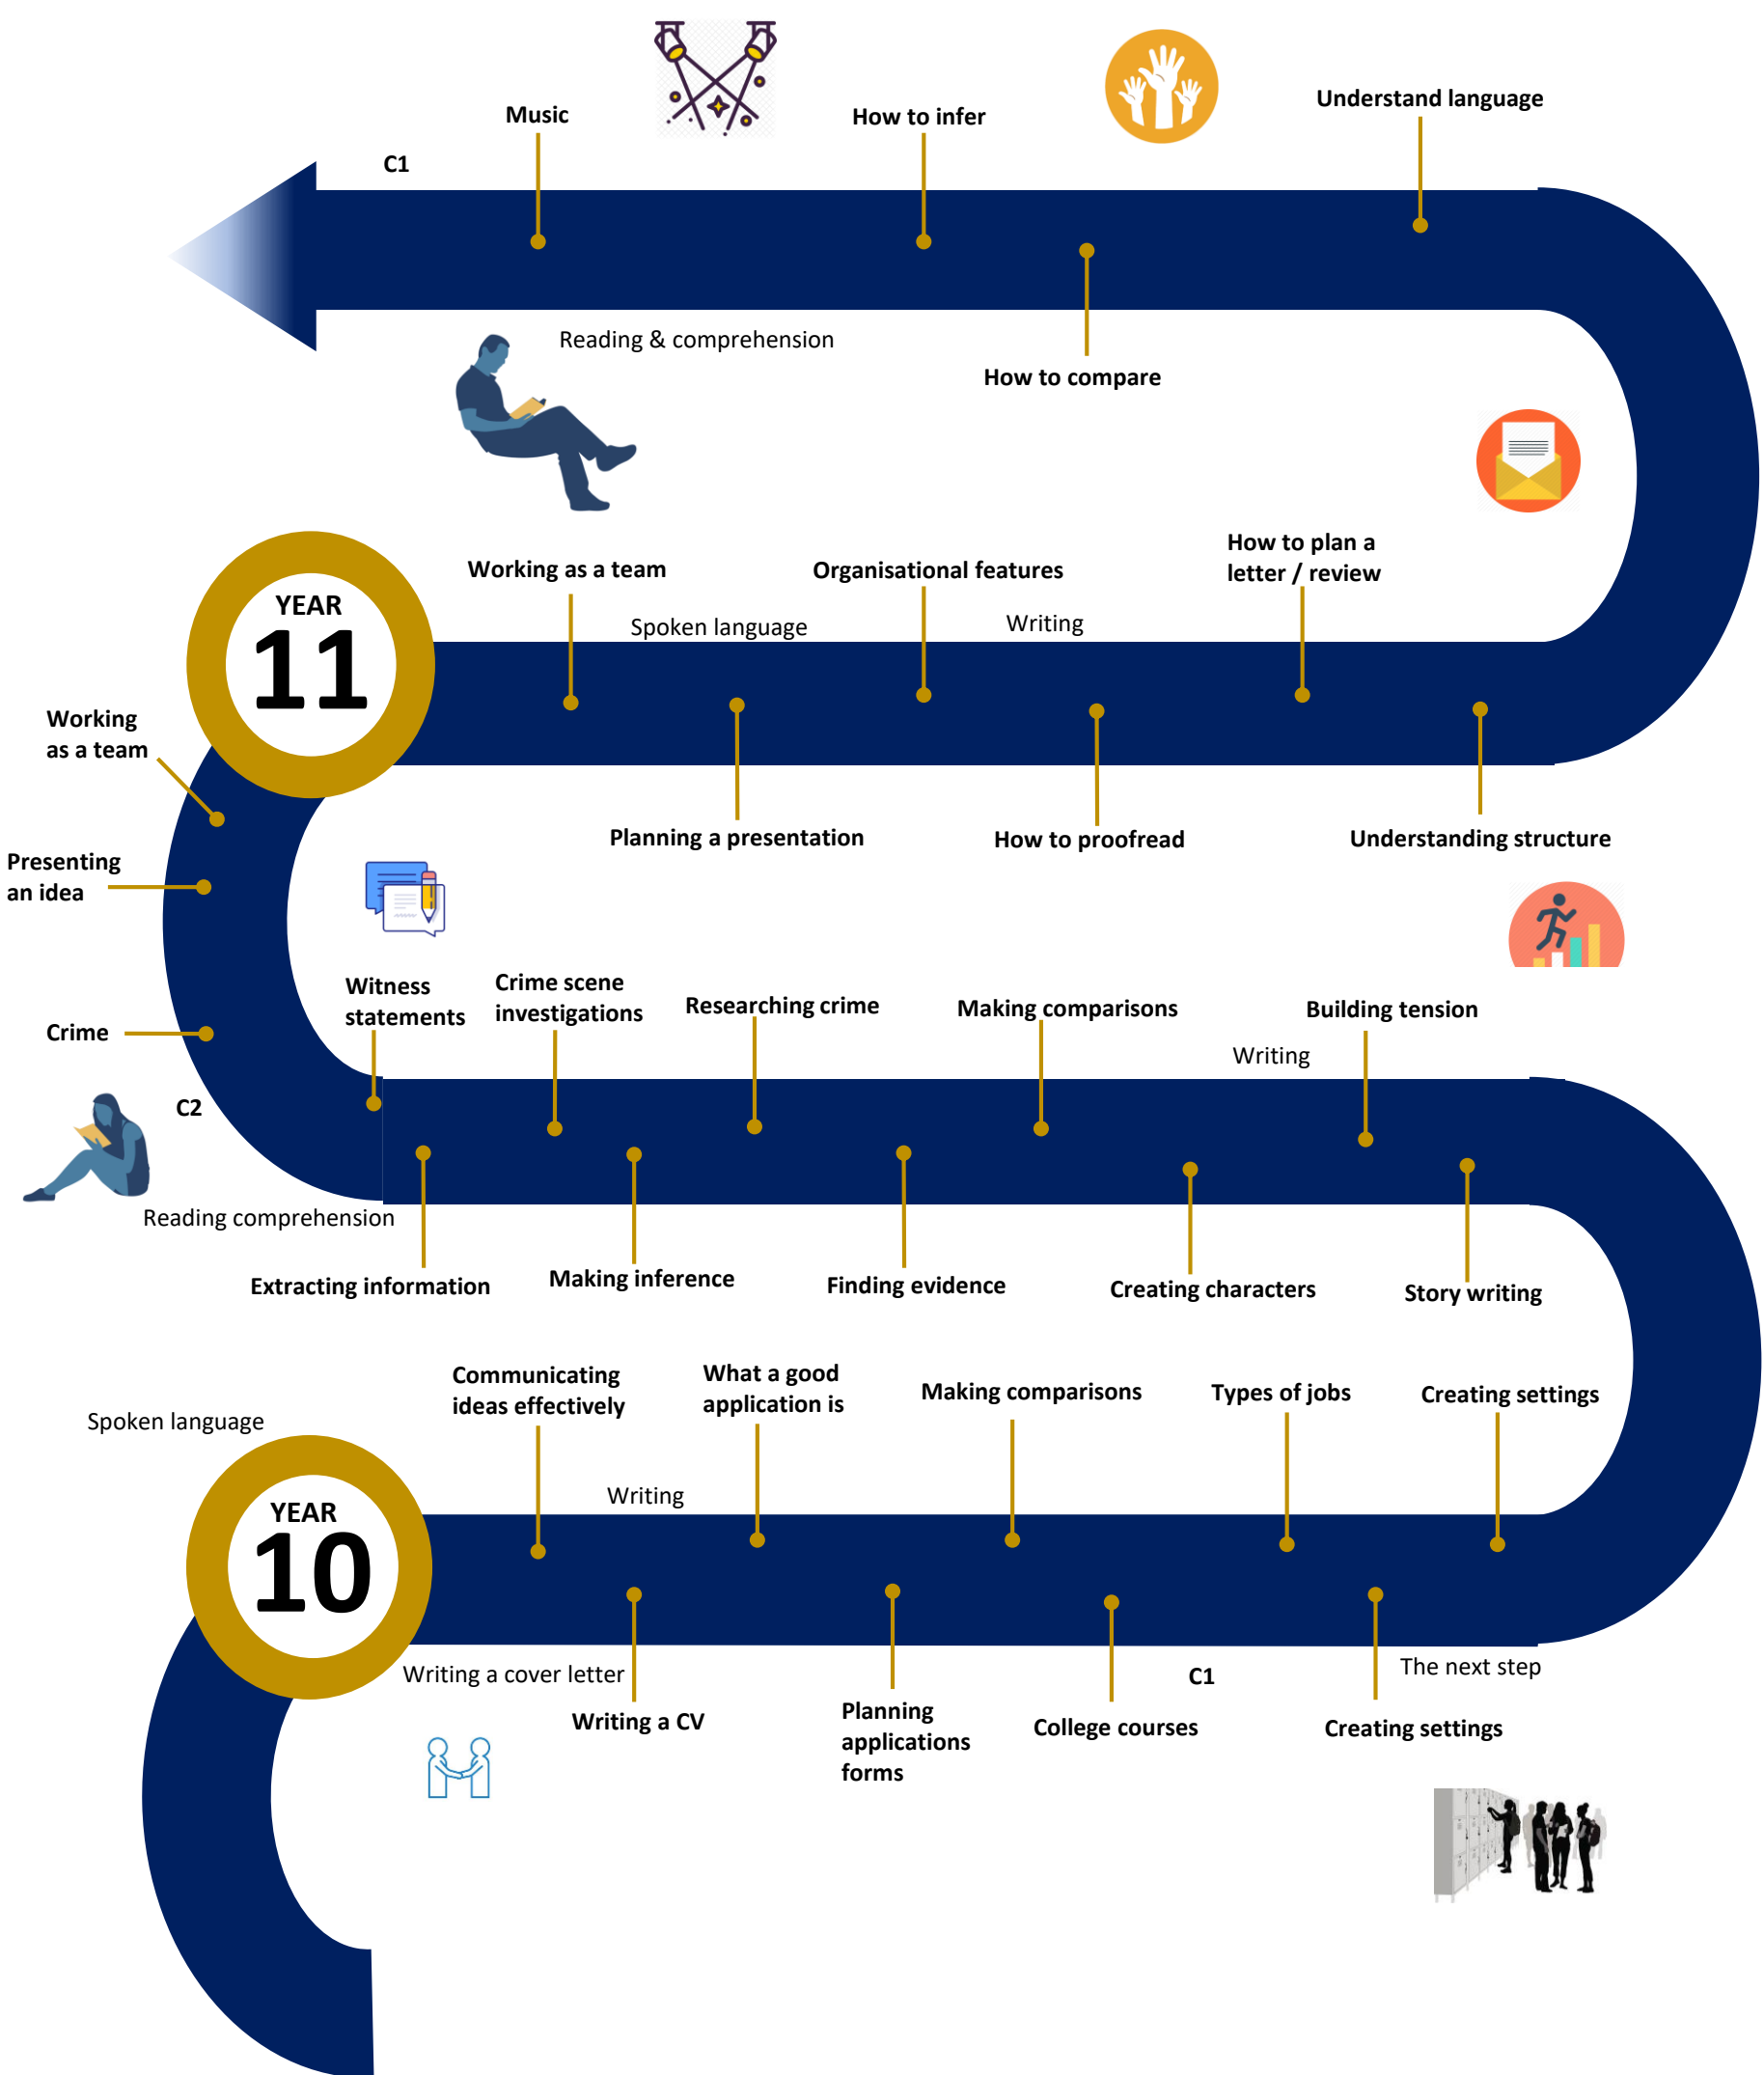 Music
How to infer
Understand language
C1
Reading & comprehension
How to compare
Working as a team
Organisational features
How to plan a
letter / review
Spoken language
Writing
YEAR
11
Working
as a team
Planning a presentation
How to proofread
Understanding structure
Presenting
an idea
Witness
statements
Crime scene
investigations
Researching crime
Making comparisons
Building tension
Crime
Writing
C2
Reading comprehension
Extracting information
Making inference
Finding evidence
Creating characters
Story writing
Communicating
ideas effectively
What a good
application is
Making comparisons
Types of jobs
Creating settings
Spoken language
Writing
YEAR
10
Writing a cover letter
C1
The next step
Writing a CV
Planning
applications
forms
College courses
Creating settings